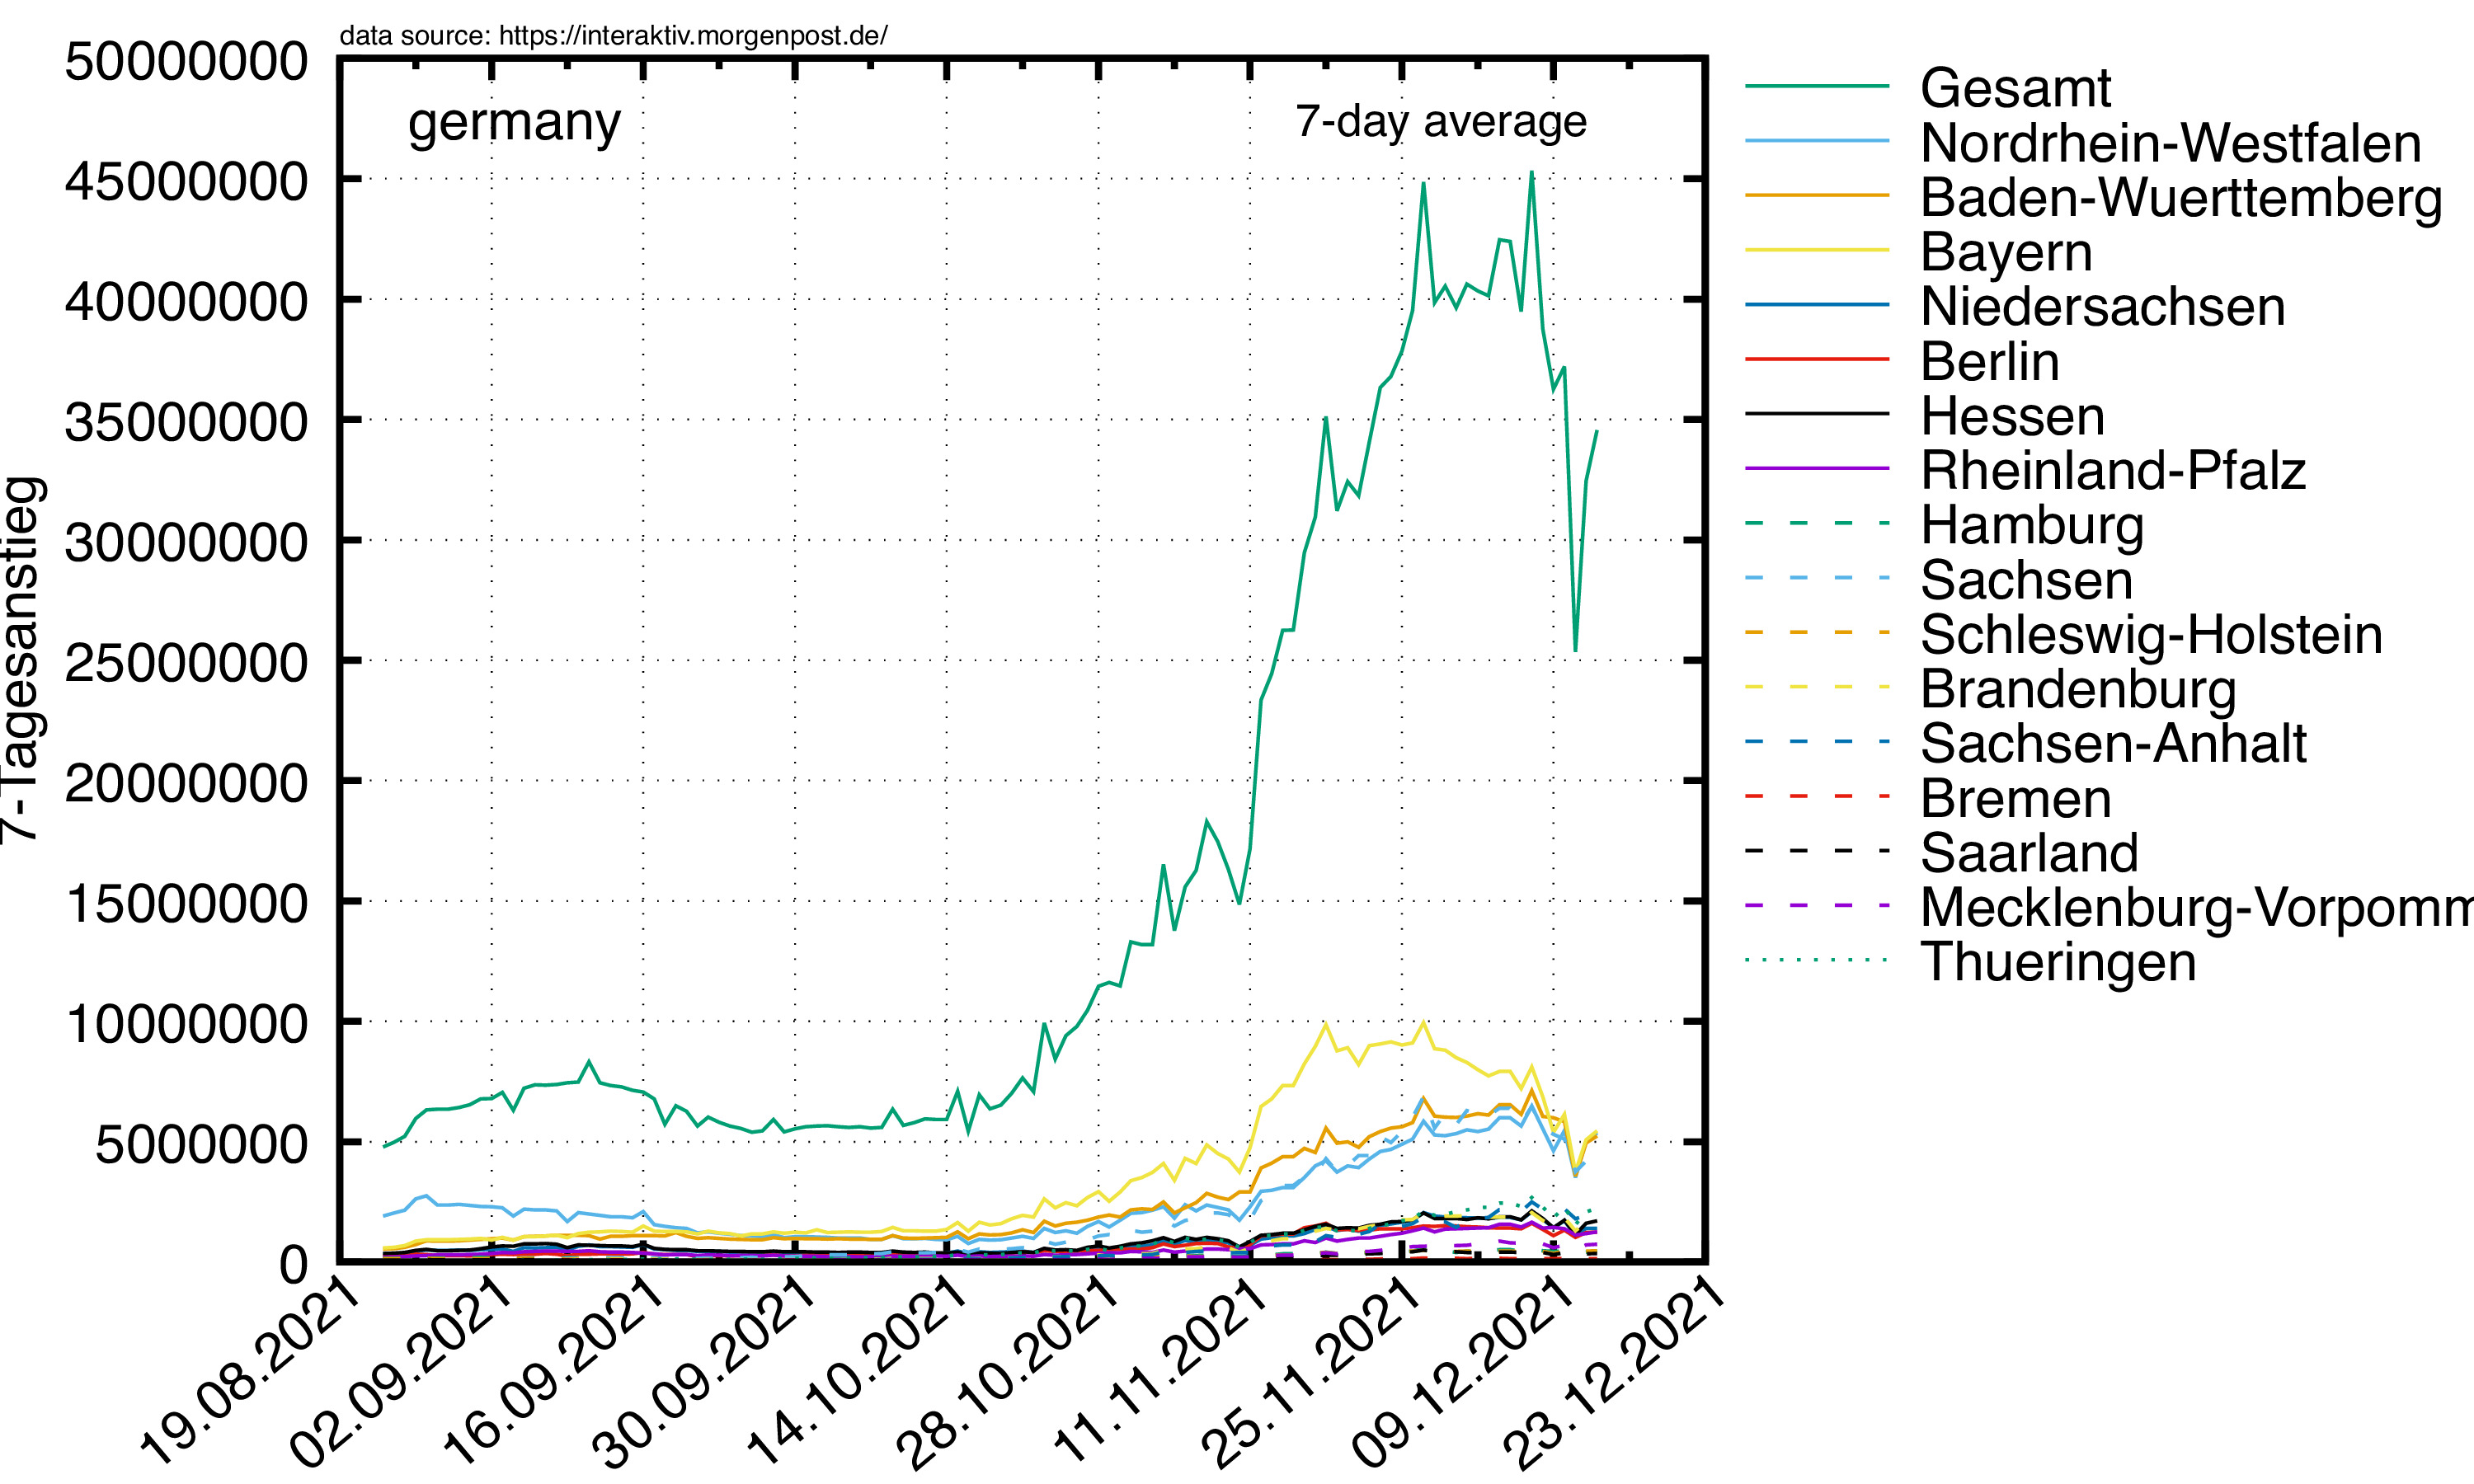 data source: https://interaktiv.morgenpost.de/
germany
7-day average
7-Tagesanstieg
50000000
45000000
40000000
35000000
30000000
25000000
20000000
15000000
10000000
5000000
0
19.08.2021
02.09.2021
16.09.2021
30.09.2021
14.10.2021
28.10.2021
11.11.2021
25.11.2021
09.12.2021
23.12.2021
Gesamt
Nordrhein-Westfalen
Baden-Wuerttemberg
Bayern
Niedersachsen
Berlin
Hessen
Rheinland-Pfalz
Hamburg
Sachsen
Schleswig-Holstein
Brandenburg
Sachsen-Anhalt
Bremen
Saarland
Mecklenburg-Vorpomm
Thueringen